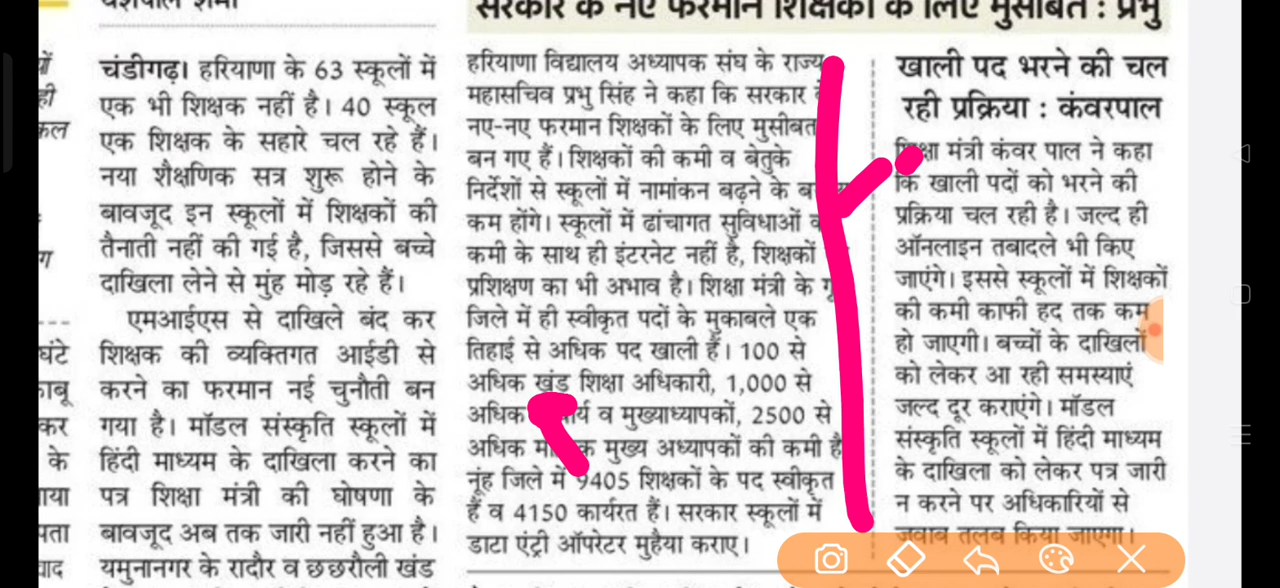 यशपाल शर्मा
चंडीगढ़। हरियाणा के 63 स्कूलों में
एक भी शिक्षक नहीं है। 40 स्कूल
एक शिक्षक के सहारे चल रहे हैं।
नया शैक्षणिक सत्र शुरू होने के
बावजूद इन स्कूलों में शिक्षकों की
तैनाती नहीं की गई है, जिससे बच्चे
दाखिला लेने से मुंह मोड़ रहे हैं।
एमआईएस से दाखिले बंद कर
शिक्षक की व्यक्तिगत आईडी से
करने का फरमान नई चुनौती बन
गया है। मॉडल संस्कृति स्कूलों में
हिंदी माध्यम के दाखिला करने का
पत्र शिक्षा मंत्री की घोषणा के
बावजूद अब तक जारी नहीं हुआ है।
यमुनानगर के रादौर व छछरौली खंड
सरकार के नए फरमान शिक्षकों के लिए मुसीबत : प्रभु
हरियाणा विद्यालय अध्यापक संघ के राज्य
महासचिव प्रभु सिंह ने कहा कि सरकार
नए-नए फरमान शिक्षकों के लिए मुसीबत
बन गए हैं। शिक्षकों की कमी व बेतुके
निर्देशों से स्कूलों में नामांकन बढ़ने के
कम होंगे। स्कूलों में ढांचागत सुविधाओं
कमी के साथ ही इंटरनेट नहीं है, शिक्षकों
प्रशिक्षण का भी अभाव है। शिक्षा मंत्री के
जिले में ही स्वीकृत पदों के मुकाबले एक
तिहाई से अधिक पद खाली हैं। 100 से
अधिक खंड शिक्षा अधिकारी, 1,000 से
अधिक व मुख्याध्यापकों, 2500 से
अधिक मुख्य अध्यापकों की कमी है
नूंह जिले में 9405 शिक्षकों के पद स्वीकृत
हैं व 4150 कार्यरत हैं। सरकार स्कूलों में
डाटा एंट्री ऑपरेटर मुहैया कराए।
खाली पद भरने की चल
रही प्रक्रिया : कंवरपाल
मंत्री कंवर पाल ने कहा
कि खाली पदों को भरने की
प्रक्रिया चल रही है। जल्द ही
ऑनलाइन तबादले भी किए
जाएंगे। इससे स्कूलों में शिक्षकों
की कमी काफी हद तक कम
हो जाएगी। बच्चों के दाखिलों
को लेकर आ रही समस्याएं
जल्द दूर कराएंगे। मॉडल
संस्कृति स्कूलों में हिंदी माध्यम
के दाखिला को लेकर पत्र जारी
न करने पर अधिकारियों से
जवाब तलब किया जाएगा।